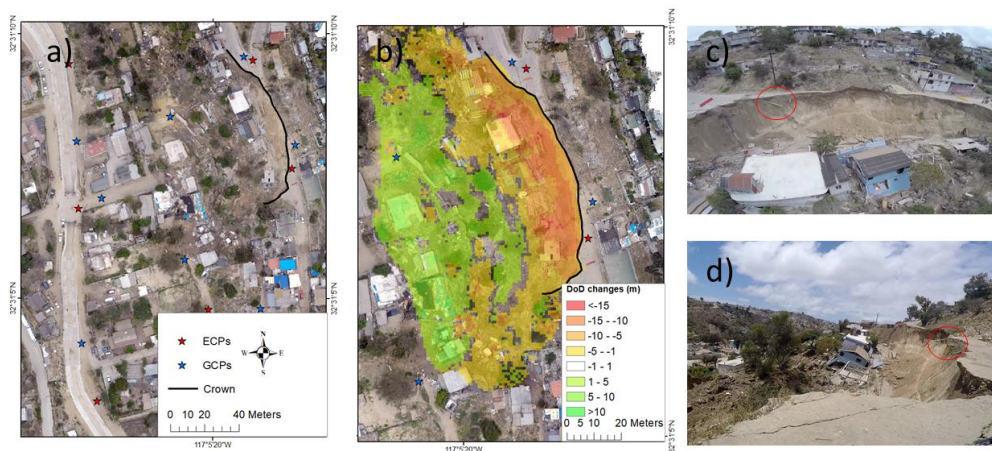 a)
32°31'10"N
32°31'5"N
ECPs
GCPs
Crown
N
W E
S
0 10 20 40 Meters
117°5'20"W
b)
32°31'10"N
32°31'5"N
DoD changes (m)
<-15
-15 - -10
-10 - -5
-5 - -1
-1 - 1
1 - 5
5 - 10
>10
0 5 10 20 Meters
117°5'20"W
c)
d)